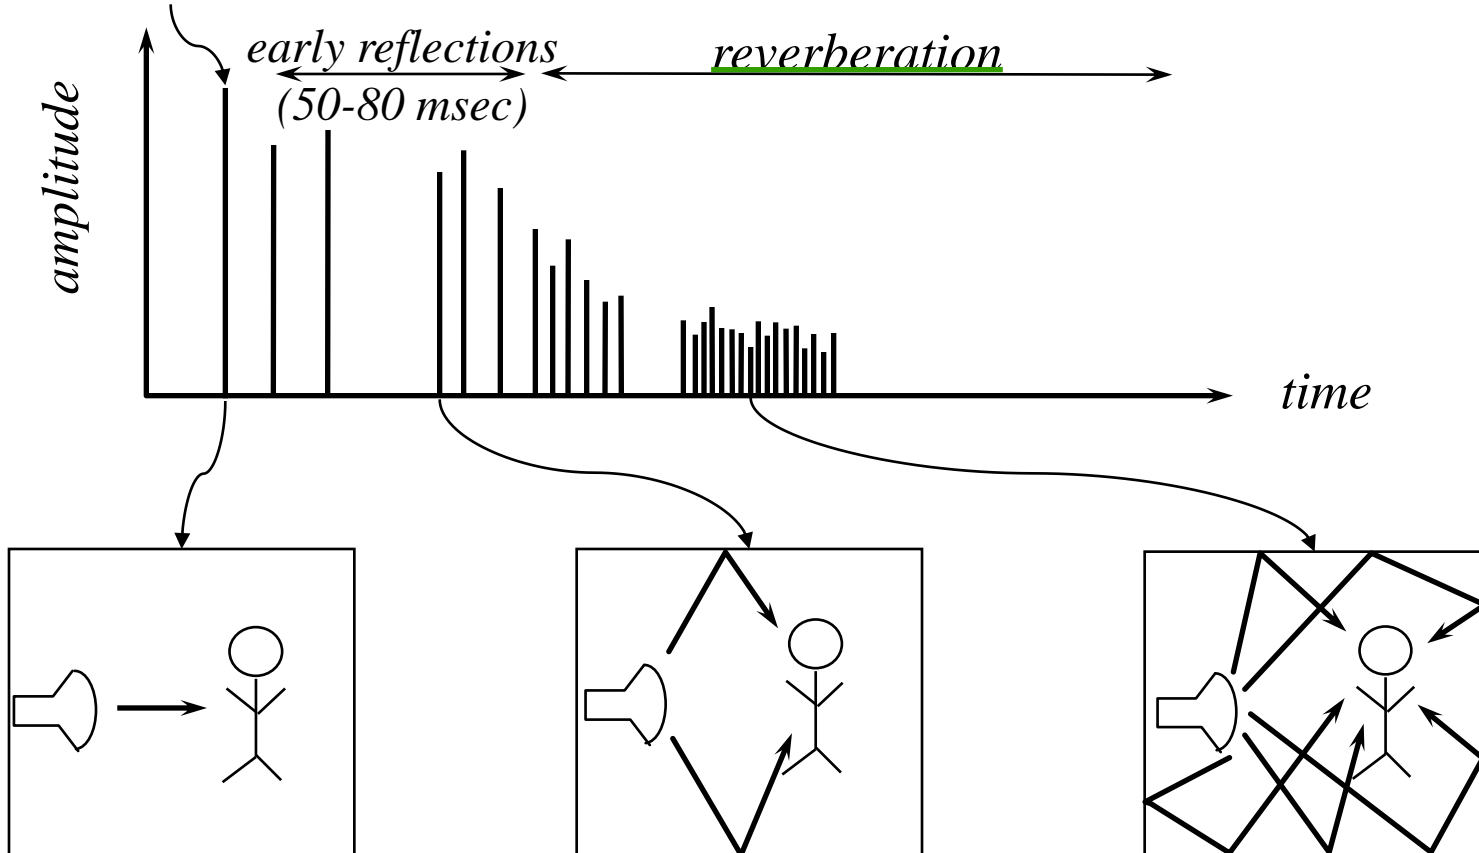 early reflections
(50-80 msec)
reverberation
amplitude
time